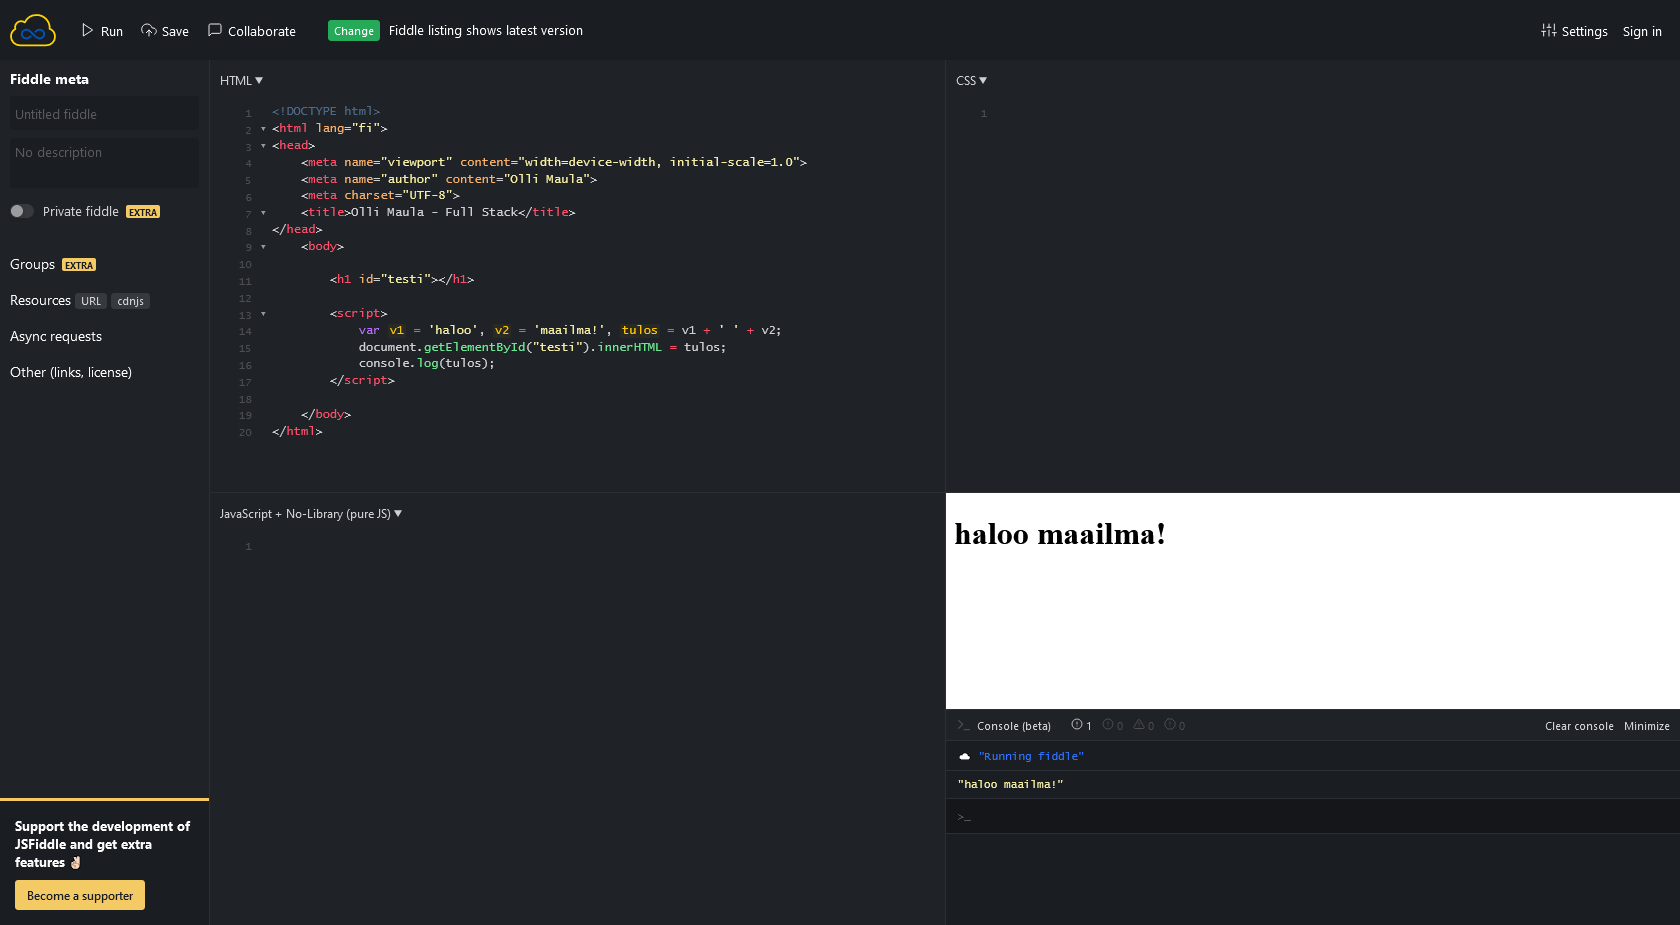 Run Save Collaborate Change Fiddle listing shows latest version Settings Sign in
Fiddle meta
Untitled fiddle
No description
Private fiddle EXTRA
Groups EXTRA
Resources URL cdnjs
Async requests
Other (links, license)
Support the development of
JSFiddle and get extra
features ✌🏻
Become a supporter
HTML ▼
1 <!DOCTYPE html>
2 <html lang="fi">
3 <head>
4 <meta name="viewport" content="width=device-width, initial-scale=1.0">
5 <meta name="author" content="Olli Maula">
6 <meta charset="UTF-8">
7 <title>Olli Maula - Full Stack</title>
8 </head>
9 <body>
10
11 <h1 id="testi"></h1>
12
13 <script>
14 var v1 = 'haloo', v2 = 'maailma!', tulos = v1 + ' ' + v2;
15 document.getElementById("testi").innerHTML = tulos;
16 console.log(tulos);
17 </script>
18
19 </body>
20 </html>
CSS ▼
1
JavaScript + No-Library (pure JS) ▼
1
haloo maailma!
>_ Console (beta) 1 0 0 0 Clear console Minimize
"Running fiddle"
"haloo maailma!"
>_